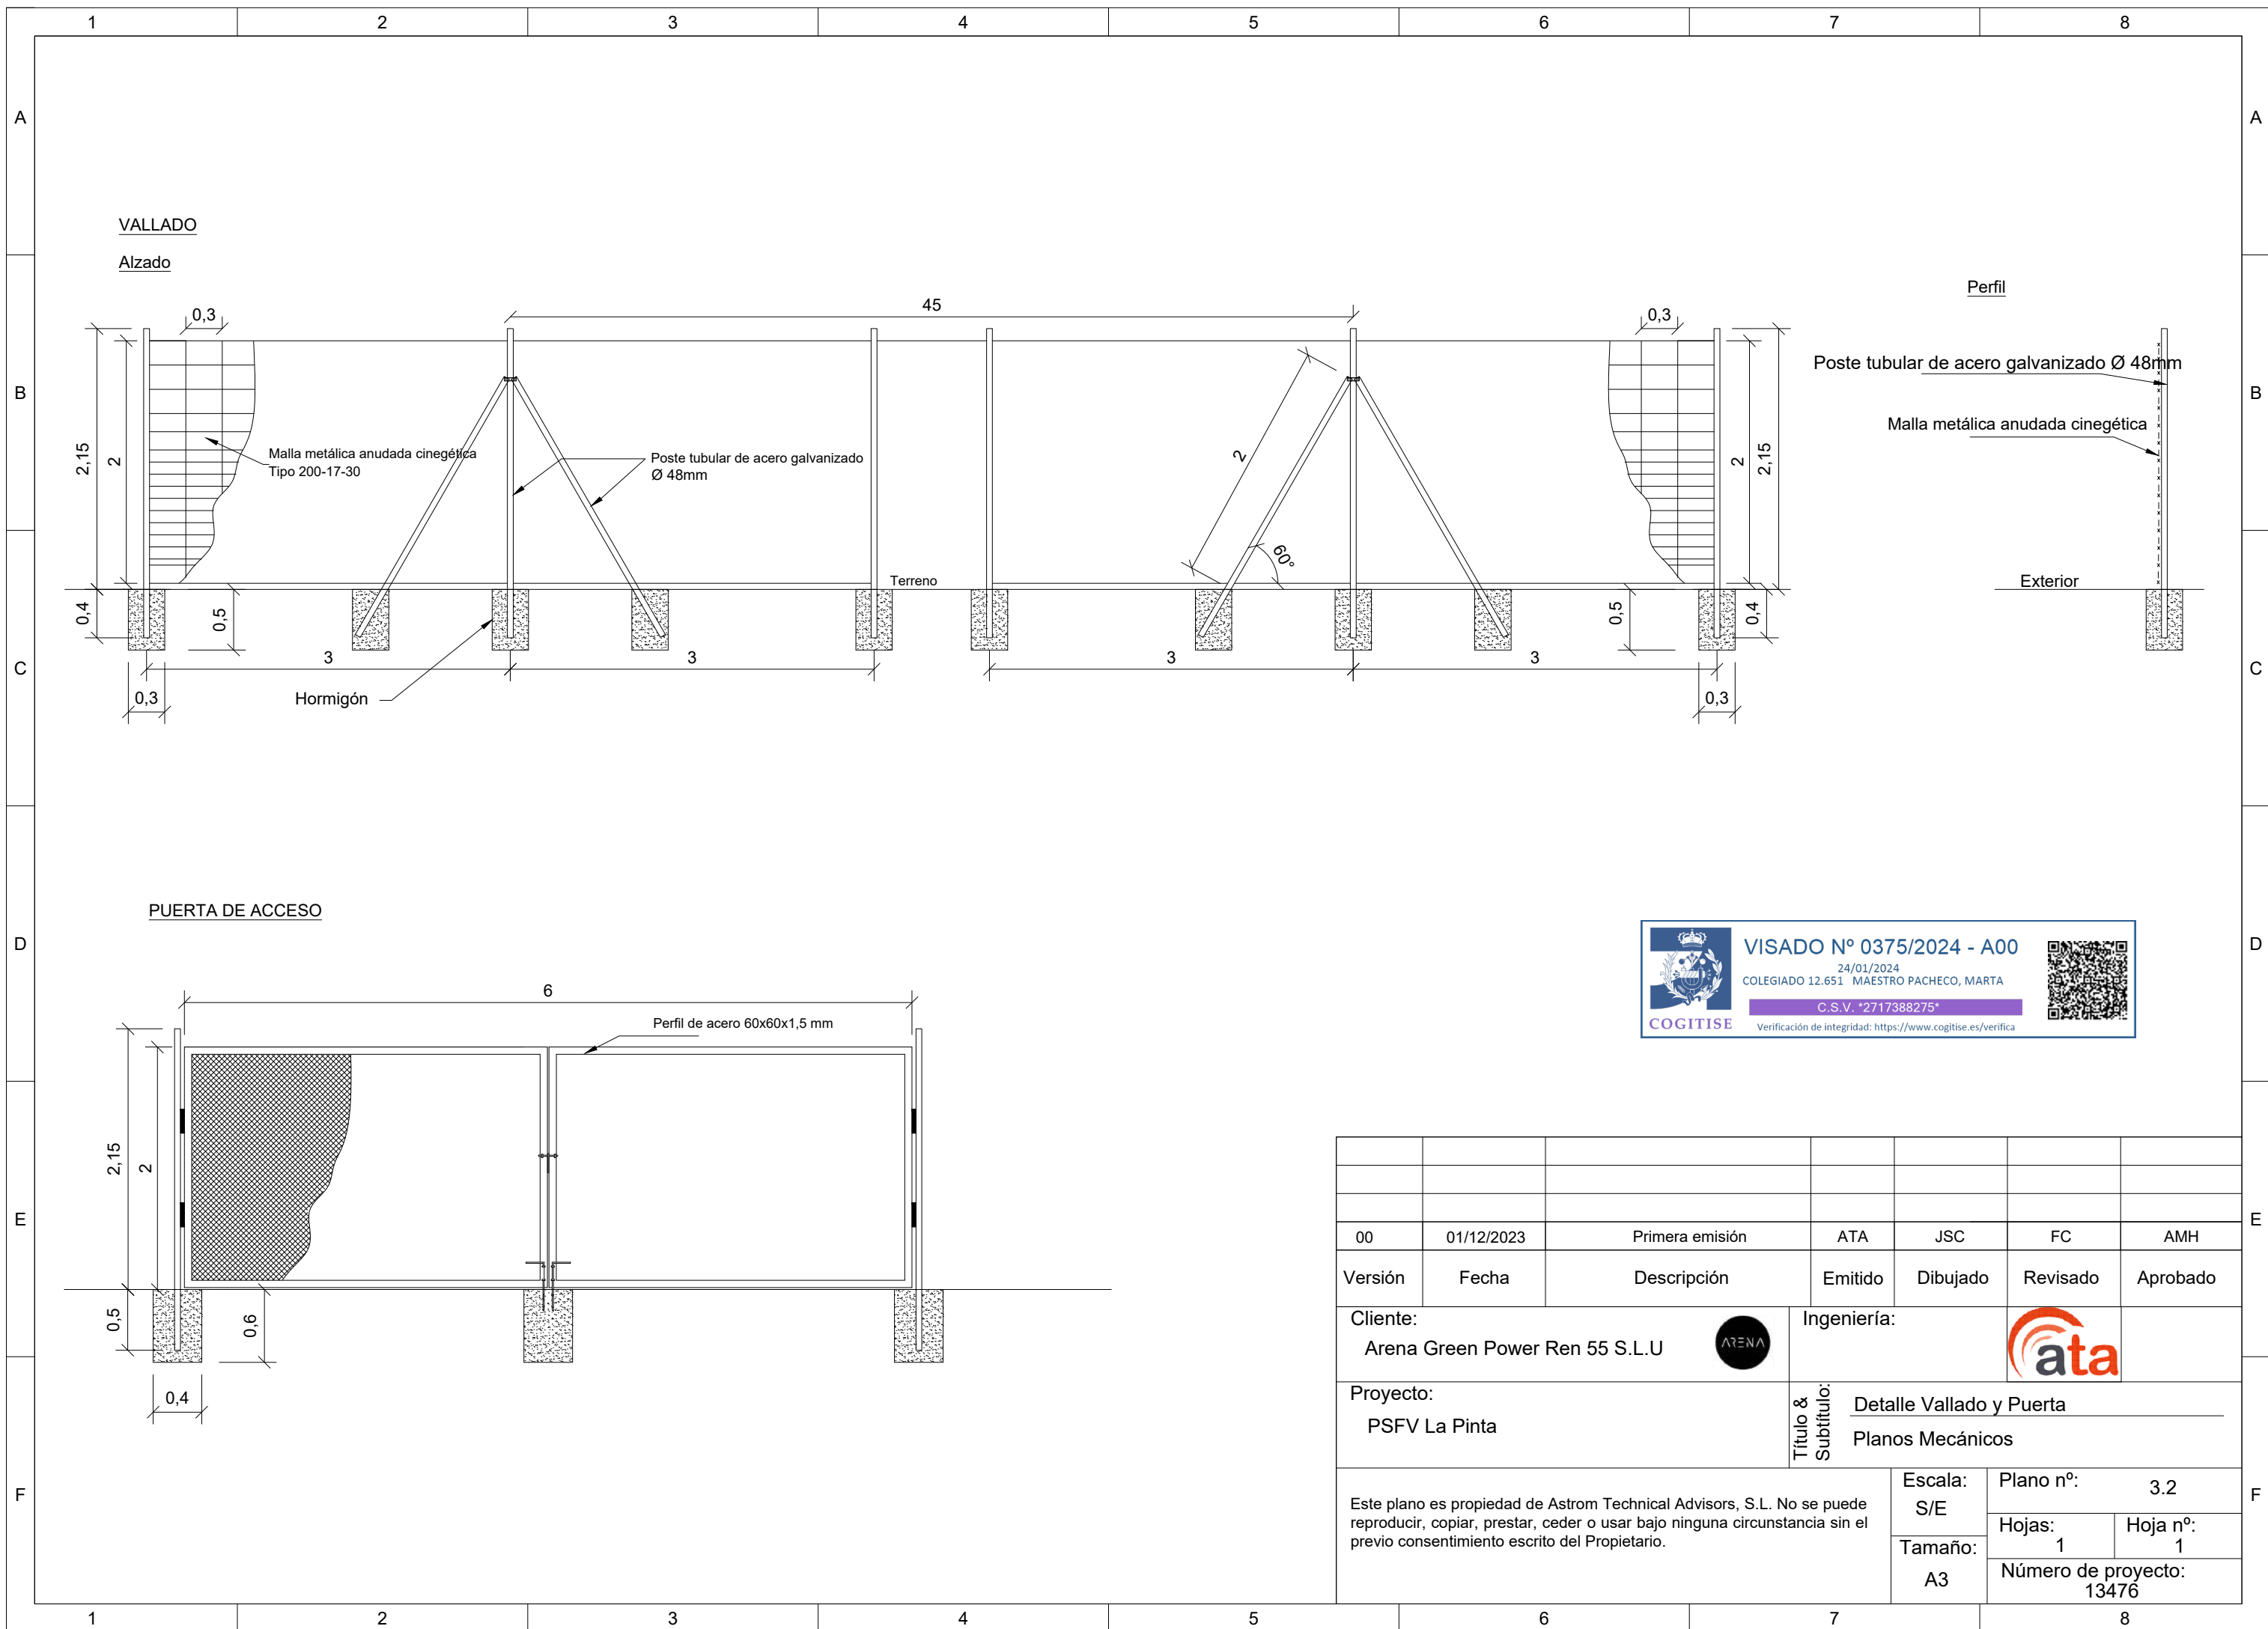 1 2 3 4 5 6 7 8
A A
B B
C C
D D
E E
F F
VALLADO
Alzado
Perfil
45
0,3
0,3
2,15
2
0,4
0,5
0,3
3
3
3
3
2
60°
2
2,15
0,5
0,4
0,3
Malla metálica anudada cinegética
Tipo 200-17-30
Poste tubular de acero galvanizado
Ø 48mm
Terreno
Hormigón
Poste tubular de acero galvanizado Ø 48mm
Malla metálica anudada cinegética
Exterior
PUERTA DE ACCESO
6
Perfil de acero 60x60x1,5 mm
2,15
2
0,5
0,6
0,4
COGITISE
VISADO Nº 0375/2024 - A00
24/01/2024
COLEGIADO 12.651 MAESTRO PACHECO, MARTA
C.S.V. *2717388275*
Verificación de integridad: https://www.cogitise.es/verifica
00 01/12/2023 Primera emisión ATA JSC FC AMH
Versión Fecha Descripción Emitido Dibujado Revisado Aprobado
Cliente:
Arena Green Power Ren 55 S.L.U
ARENA
Ingeniería:
ata
Proyecto:
PSFV La Pinta
Título &
Subtítulo:
Detalle Vallado y Puerta
Planos Mecánicos
Este plano es propiedad de Astrom Technical Advisors, S.L. No se puede
reproducir, copiar, prestar, ceder o usar bajo ninguna circunstancia sin el
previo consentimiento escrito del Propietario.
Escala:
S/E
Tamaño:
A3
Plano nº:
3.2
Hojas:
1
Hoja nº:
1
Número de proyecto:
13476
1 2 3 4 5 6 7 8